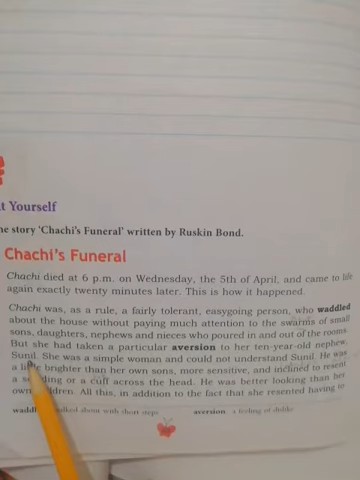 t Yourself
ne story 'Chachi's Funeral' written by Ruskin Bond.
Chachi's Funeral
Chachi died at 6 p.m. on Wednesday, the 5th of April, and came to life
again exactly twenty minutes later. This is how it happened.
Chachi was, as a rule, a fairly tolerant, easygoing person, who waddled
about the house without paying much attention to the swarms of small
sons, daughters, nephews and nieces who poured in and out of the rooms.
But she had taken a particular aversion to her ten-year-old nephew,
Sunil. She was a simple woman and could not understand Sunil. He was
a little brighter than her own sons, more sensitive, and inclined to resent
a scolding or a cuff across the head. He was better looking than her
own children. All this, in addition to the fact that she resented having to
waddled walked about with short steps aversion a feeling of dislike